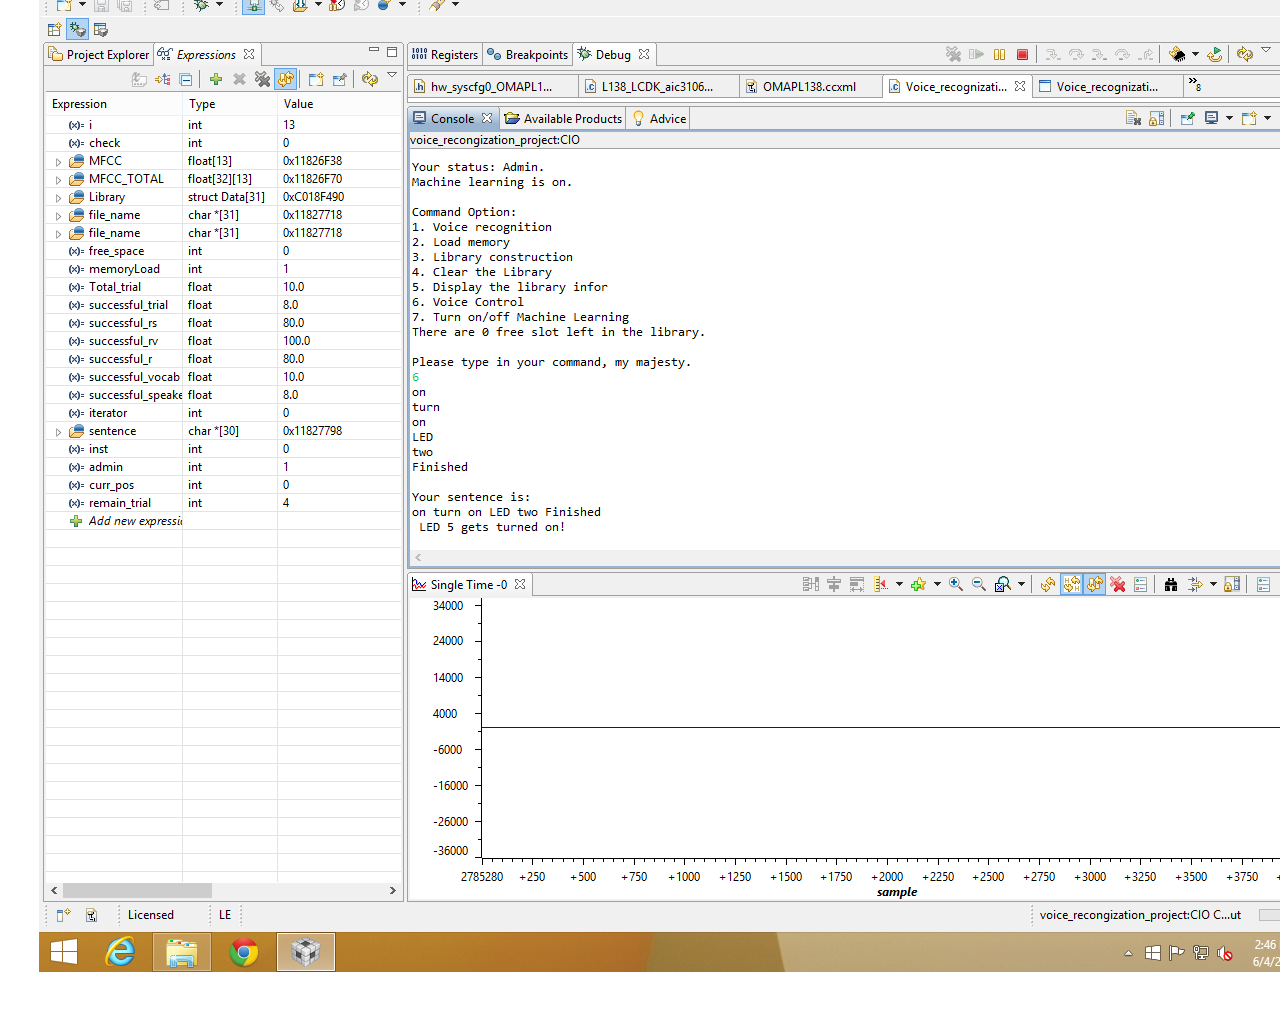 Project Explorer
Expressions
Expression Type Value
(x)= i int 13
(x)= check int 0
MFCC float[13] 0x11826F38
MFCC_TOTAL float[32][13] 0x11826F70
Library struct Data[31] 0xC018F490
file_name char *[31] 0x11827718
file_name char *[31] 0x11827718
(x)= free_space int 0
(x)= memoryLoad int 1
(x)= Total_trial float 10.0
(x)= successful_trial float 8.0
(x)= successful_rs float 80.0
(x)= successful_rv float 100.0
(x)= successful_r float 80.0
(x)= successful_vocab float 10.0
(x)= successful_speake float 8.0
(x)= iterator int 0
sentence char *[30] 0x11827798
(x)= inst int 0
(x)= admin int 1
(x)= curr_pos int 0
(x)= remain_trial int 4
Add new expressi
Registers Breakpoints Debug
hw_syscfg0_OMAPL1... L138_LCDK_aic3106... OMAPL138.ccxml Voice_recognizati... Voice_recognizati... »8
Console Available Products Advice
voice_recongization_project:CIO
Your status: Admin.
Machine learning is on.
Command Option:
1. Voice recognition
2. Load memory
3. Library construction
4. Clear the Library
5. Display the library infor
6. Voice Control
7. Turn on/off Machine Learning
There are 0 free slot left in the library.
Please type in your command, my majesty.
6
on
turn
on
LED
two
Finished
Your sentence is:
on turn on LED two Finished
LED 5 gets turned on!
Single Time -0
34000
24000
14000
4000
-6000
-16000
-26000
-36000
2785280 +250 +500 +750 +1000 +1250 +1500 +1750 +2000 +2250 +2500 +2750 +3000 +3250 +3500 +3750
sample
Licensed LE
voice_recongization_project:CIO C...ut
2:46
6/4/2